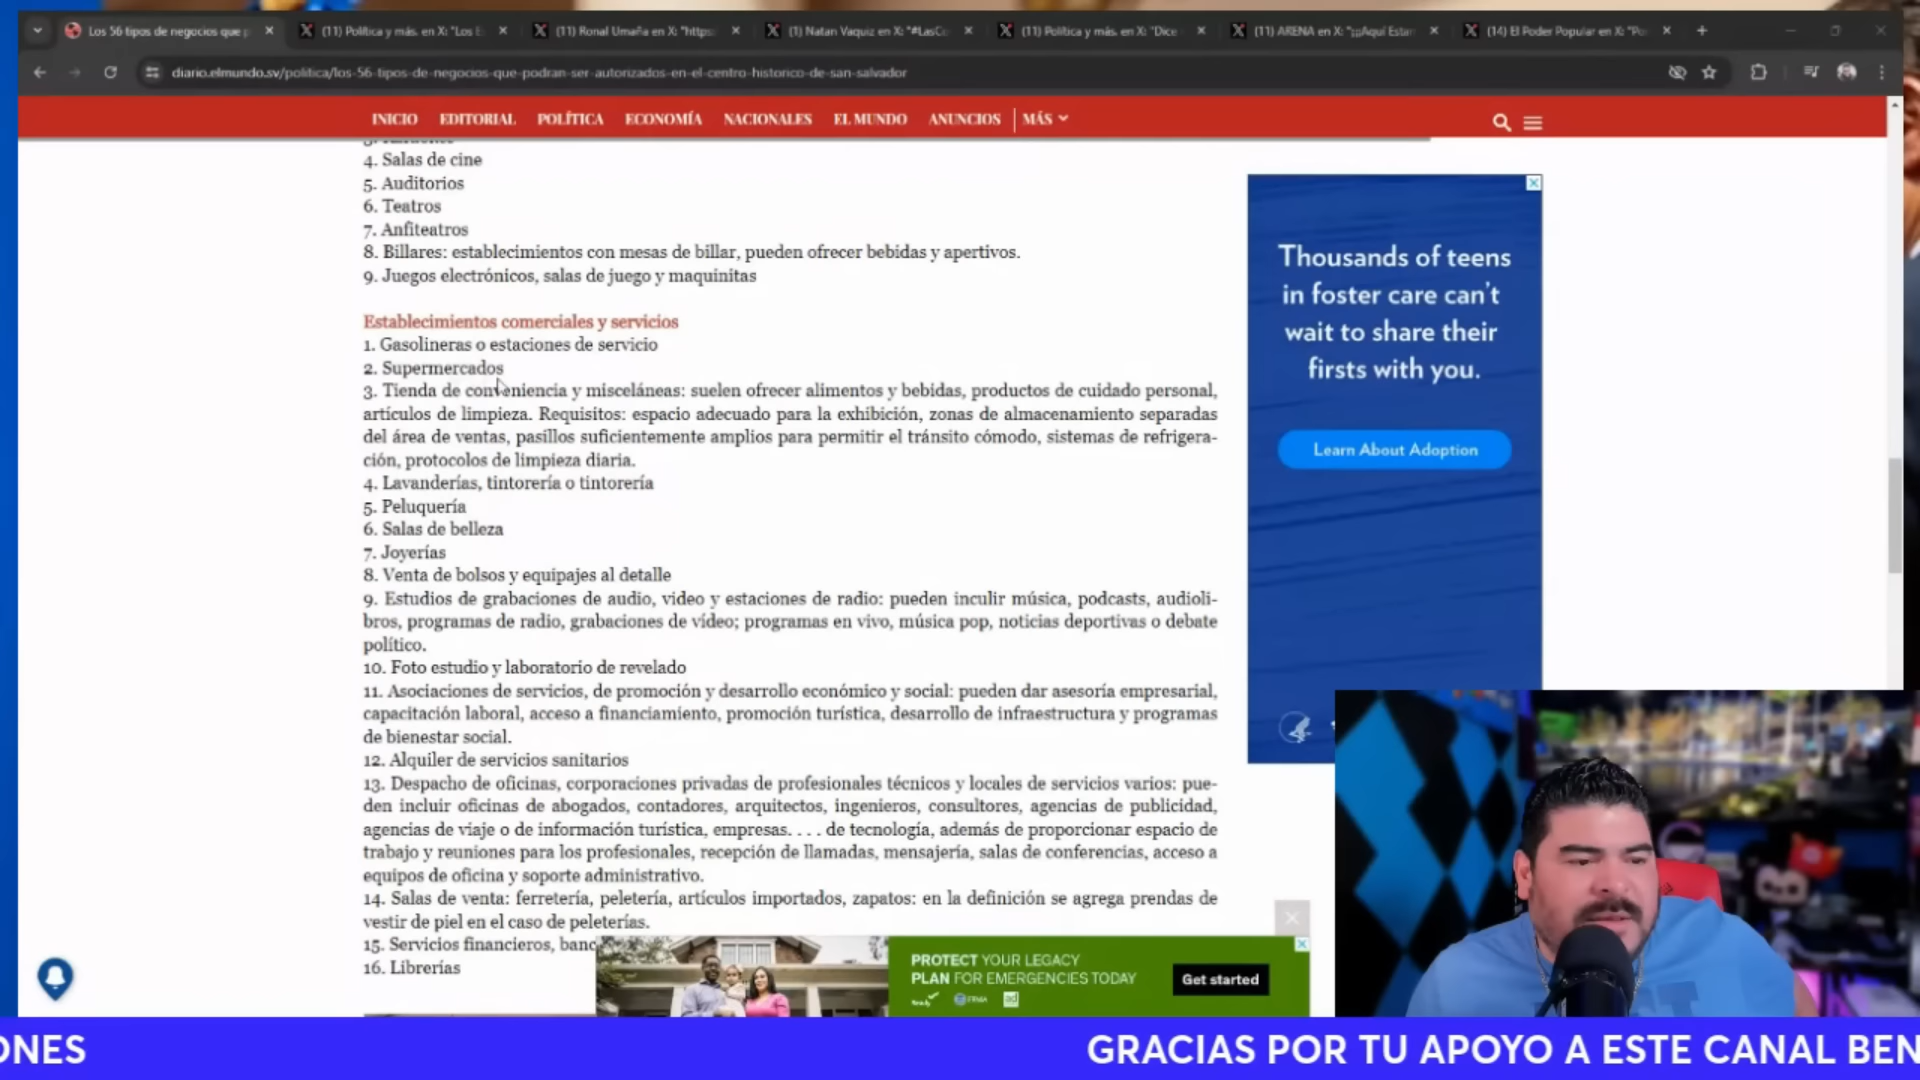 Los 56 tipos de negocios que p
(11) Política y más. en X: "Los E
(11) Ronal Umaña en X: "https:
(1) Natan Vaquiz en X: "#LasCo
(11) Política y más. en X: "Dice
(11) ARENA en X: "¡¡¡Aquí Estan
(14) El Poder Popular en X: "Po
diario.elmundo.sv/politica/los-56-tipos-de-negocios-que-podran-ser-autorizados-en-el-centro-historico-de-san-salvador
INICIO EDITORIAL POLÍTICA ECONOMÍA NACIONALES EL MUNDO ANUNCIOS MÁS
4. Salas de cine
5. Auditorios
6. Teatros
7. Anfiteatros
8. Billares: establecimientos con mesas de billar, pueden ofrecer bebidas y apertivos.
9. Juegos electrónicos, salas de juego y maquinitas
Establecimientos comerciales y servicios
1. Gasolineras o estaciones de servicio
2. Supermercados
3. Tienda de conveniencia y misceláneas: suelen ofrecer alimentos y bebidas, productos de cuidado personal,
artículos de limpieza. Requisitos: espacio adecuado para la exhibición, zonas de almacenamiento separadas
del área de ventas, pasillos suficientemente amplios para permitir el tránsito cómodo, sistemas de refrigera-
ción, protocolos de limpieza diaria.
4. Lavanderías, tintorería o tintorería
5. Peluquería
6. Salas de belleza
7. Joyerías
8. Venta de bolsos y equipajes al detalle
9. Estudios de grabaciones de audio, video y estaciones de radio: pueden inculir música, podcasts, audioli-
bros, programas de radio, grabaciones de vídeo; programas en vivo, música pop, noticias deportivas o debate
político.
10. Foto estudio y laboratorio de revelado
11. Asociaciones de servicios, de promoción y desarrollo económico y social: pueden dar asesoría empresarial,
capacitación laboral, acceso a financiamiento, promoción turística, desarrollo de infraestructura y programas
de bienestar social.
12. Alquiler de servicios sanitarios
13. Despacho de oficinas, corporaciones privadas de profesionales técnicos y locales de servicios varios: pue-
den incluir oficinas de abogados, contadores, arquitectos, ingenieros, consultores, agencias de publicidad,
agencias de viaje o de información turística, empresas. . . . de tecnología, además de proporcionar espacio de
trabajo y reuniones para los profesionales, recepción de llamadas, mensajería, salas de conferencias, acceso a
equipos de oficina y soporte administrativo.
14. Salas de venta: ferretería, peletería, artículos importados, zapatos: en la definición se agrega prendas de
vestir de piel en el caso de peleterías.
15. Servicios financieros, banc
16. Librerías
Thousands of teens
in foster care can't
wait to share their
firsts with you.
Learn About Adoption
PROTECT YOUR LEGACY
PLAN FOR EMERGENCIES TODAY
Ready FEMA ad
Get started
ONES
GRACIAS POR TU APOYO A ESTE CANAL BEN